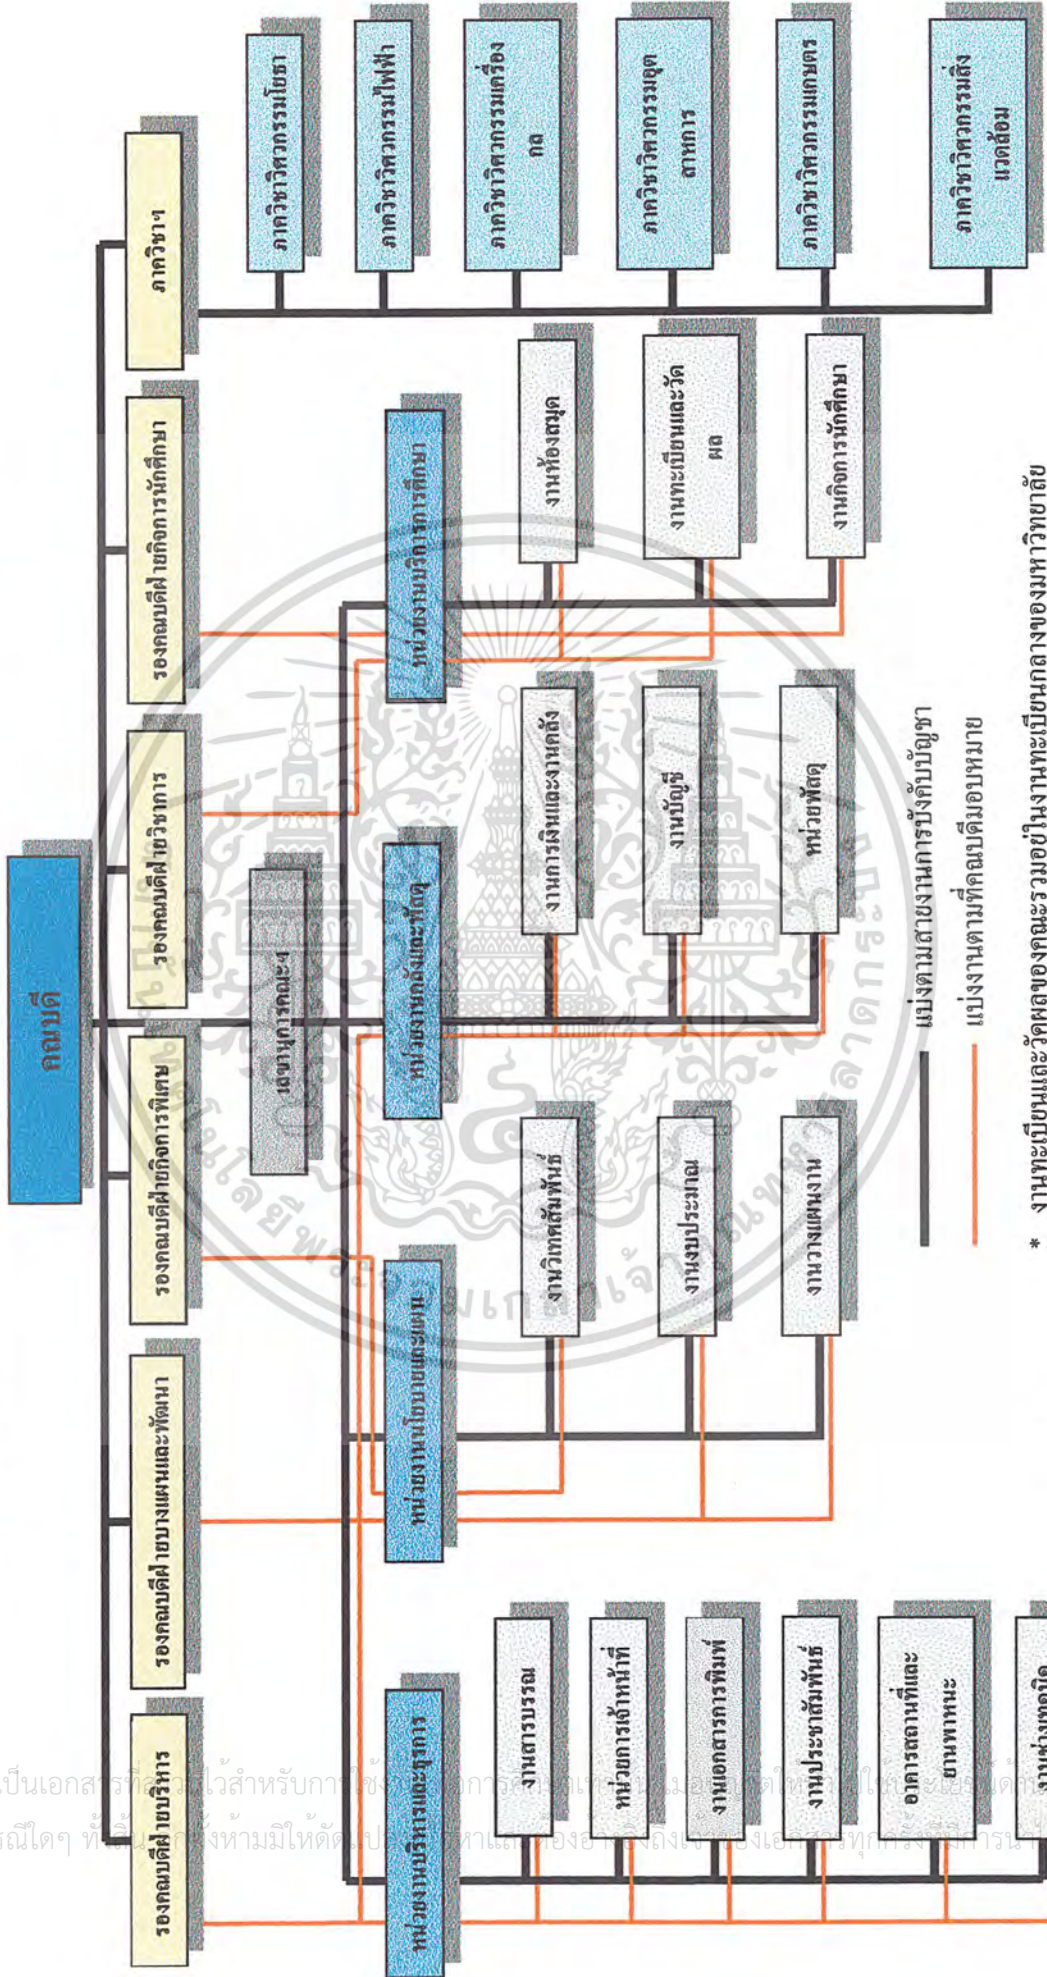 คณบดี
รองคณบดีฝ่ายบริหาร
รองคณบดีฝ่ายวางแผนและพัฒนา
รองคณบดีฝ่ายกิจการพิเศษ
รองคณบดีฝ่ายวิชาการ
รองคณบดีฝ่ายกิจการนักศึกษา
ภาควิชาฯ
เลขานุการคณะฯ
หน่วยงานบริหารและธุรการ
หน่วยงานนโยบายและแผน
หน่วยงานคลังและพัสดุ
หน่วยงานบริการการศึกษา
งานสารบรรณ
หน่วยการเจ้าหน้าที่
งานเอกสารการพิมพ์
งานประชาสัมพันธ์
อาคารสถานที่และ
ยานพาหนะ
งานวิเทศสัมพันธ์
งานงบประมาณ
งานวางแผนงาน
งานการเงินและงานคลัง
งานบัญชี
หน่วยพัสดุ
งานห้องสมุด
งานทะเบียนและวัด
ผล
งานกิจการนักศึกษา
ภาควิชาวิศวกรรมโยธา
ภาควิชาวิศวกรรมไฟฟ้า
ภาควิชาวิศวกรรมเครื่อง
กล
ภาควิชาวิศวกรรมอุต
สาหการ
ภาควิชาวิศวกรรมเกษตร
ภาควิชาวิศวกรรมสิ่ง
แวดล้อม
แบ่งตามสายงานการบังคับบัญชา
แบ่งงานตามที่คณบดีมอบหมาย
* งานทะเบียนและวัดผลของคณะรวมอยู่ในงานทะเบียนกลางของมหาวิทยาลัย